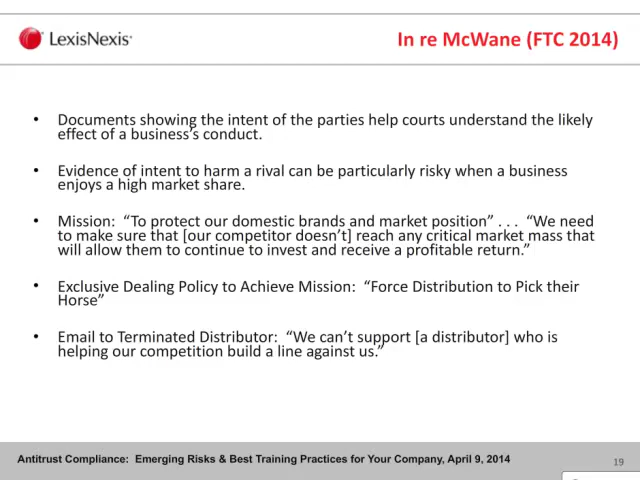 LexisNexis®
In re McWane (FTC 2014)
• Documents showing the intent of the parties help courts understand the likely
effect of a business's conduct.
• Evidence of intent to harm a rival can be particularly risky when a business
enjoys a high market share.
• Mission: “To protect our domestic brands and market position” . . . “We need
to make sure that [our competitor doesn’t] reach any critical market mass that
will allow them to continue to invest and receive a profitable return.”
• Exclusive Dealing Policy to Achieve Mission: “Force Distribution to Pick their
Horse”
• Email to Terminated Distributor: “We can’t support [a distributor] who is
helping our competition build a line against us.”
Antitrust Compliance: Emerging Risks & Best Training Practices for Your Company, April 9, 2014
19